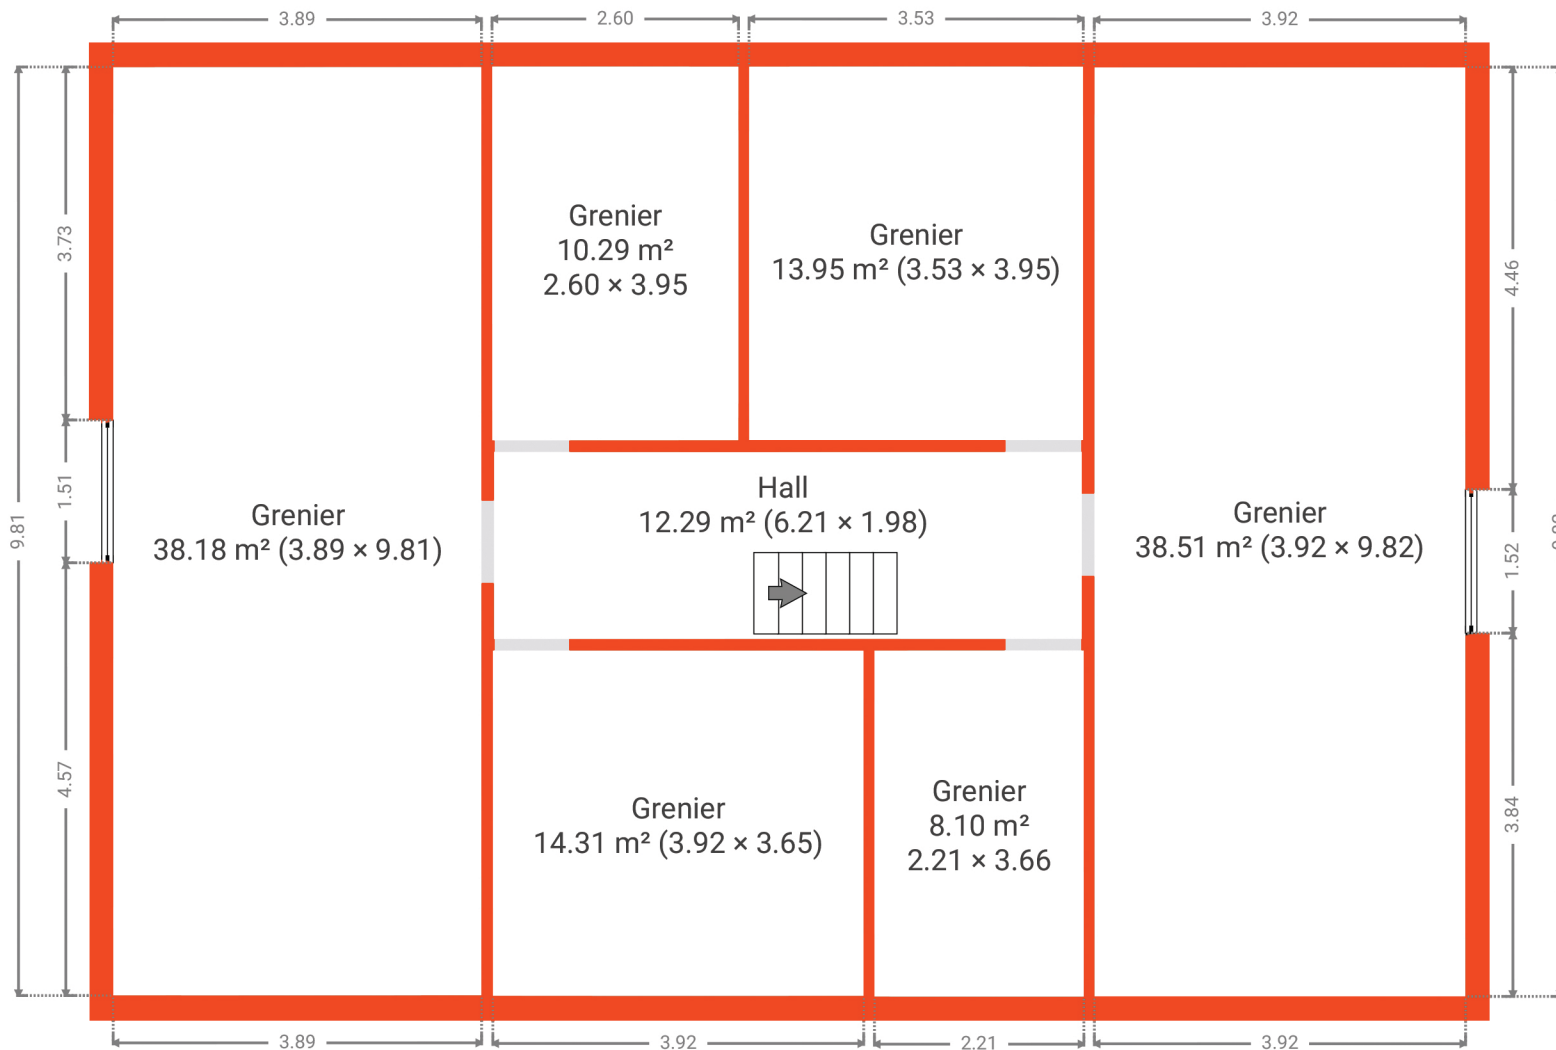 3.89
2.60
3.53
3.92
Grenier
10.29 m²
2.60 × 3.95
Grenier
13.95 m² (3.53 × 3.95)
3.73
4.46
Hall
12.29 m² (6.21 × 1.98)
Grenier
38.18 m² (3.89 × 9.81)
Grenier
38.51 m² (3.92 × 9.82)
1.51
9.81
1.52
Grenier
14.31 m² (3.92 × 3.65)
Grenier
8.10 m²
2.21 × 3.66
4.57
3.84
3.89
3.92
2.21
3.92